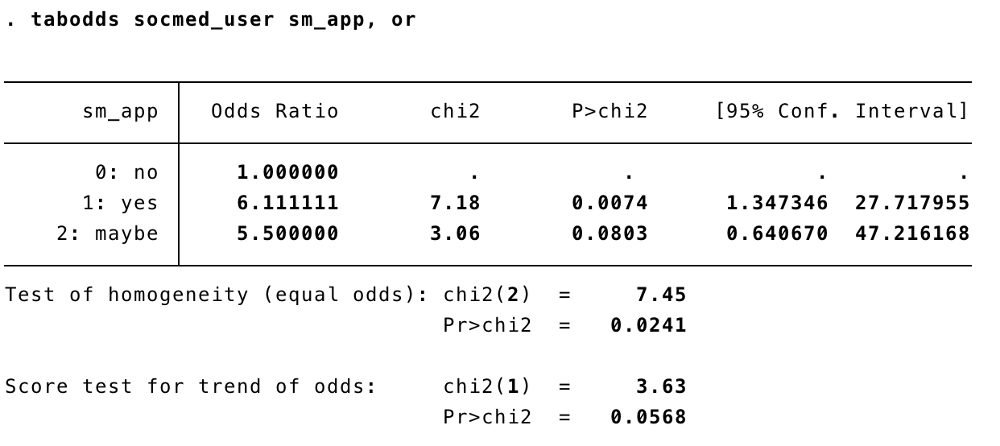 . tabodds socmed_user sm_app, or
sm_app Odds Ratio chi2 P>chi2 [95% Conf. Interval]
0: no 1.000000 . . . .
1: yes 6.111111 7.18 0.0074 1.347346 27.717955
2: maybe 5.500000 3.06 0.0803 0.640670 47.216168
Test of homogeneity (equal odds): chi2(2) = 7.45
Pr>chi2 = 0.0241
Score test for trend of odds: chi2(1) = 3.63
Pr>chi2 = 0.0568